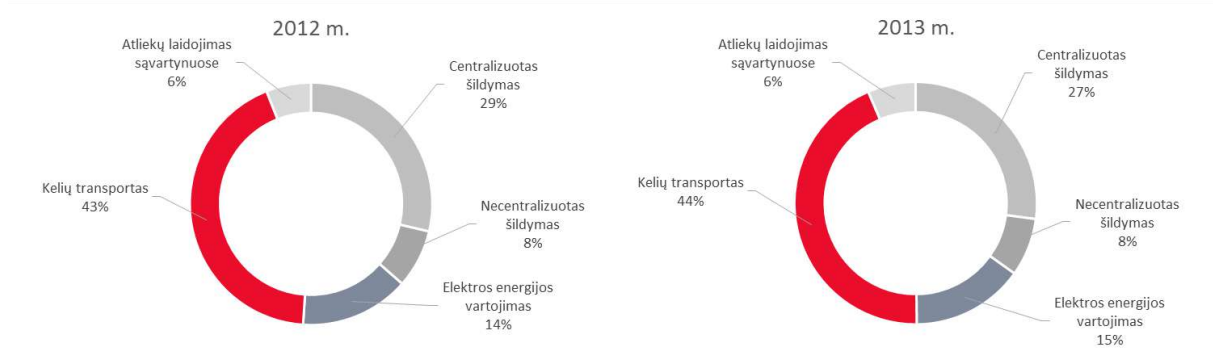 2012 m.
Atliekų laidojimas
sąvartynuose
6%
Centralizuotas
šildymas
29%
Kelių transportas
43%
Necentralizuotas
šildymas
8%
Elektros energijos
vartojimas
14%
2013 m.
Atliekų laidojimas
sąvartynuose
6%
Centralizuotas
šildymas
27%
Kelių transportas
44%
Necentralizuotas
šildymas
8%
Elektros energijos
vartojimas
15%